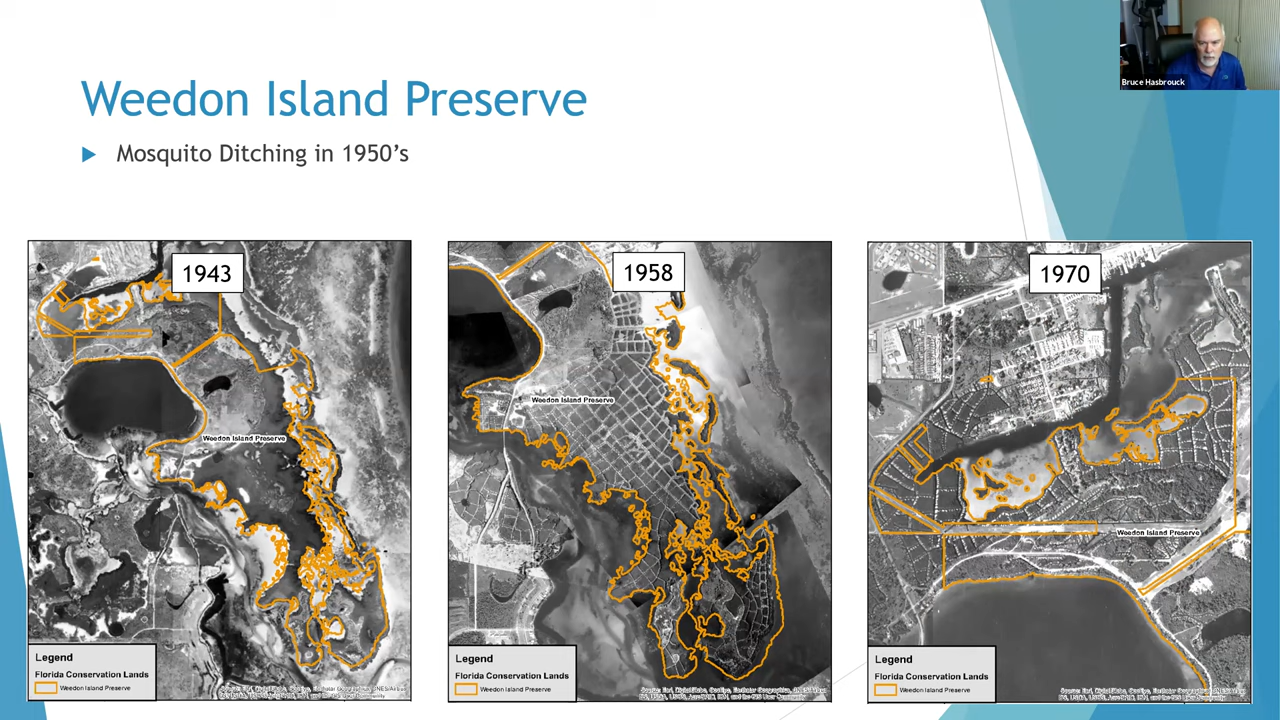 Bruce Hasbrouck
Weedon Island Preserve
Mosquito Ditching in 1950’s
1943
Weedon Island Preserve
Legend
Florida Conservation Lands
Weedon Island Preserve
1958
Weedon Island Preserve
Legend
Florida Conservation Lands
Weedon Island Preserve
1970
Weedon Island Preserve
Legend
Florida Conservation Lands
Weedon Island Preserve